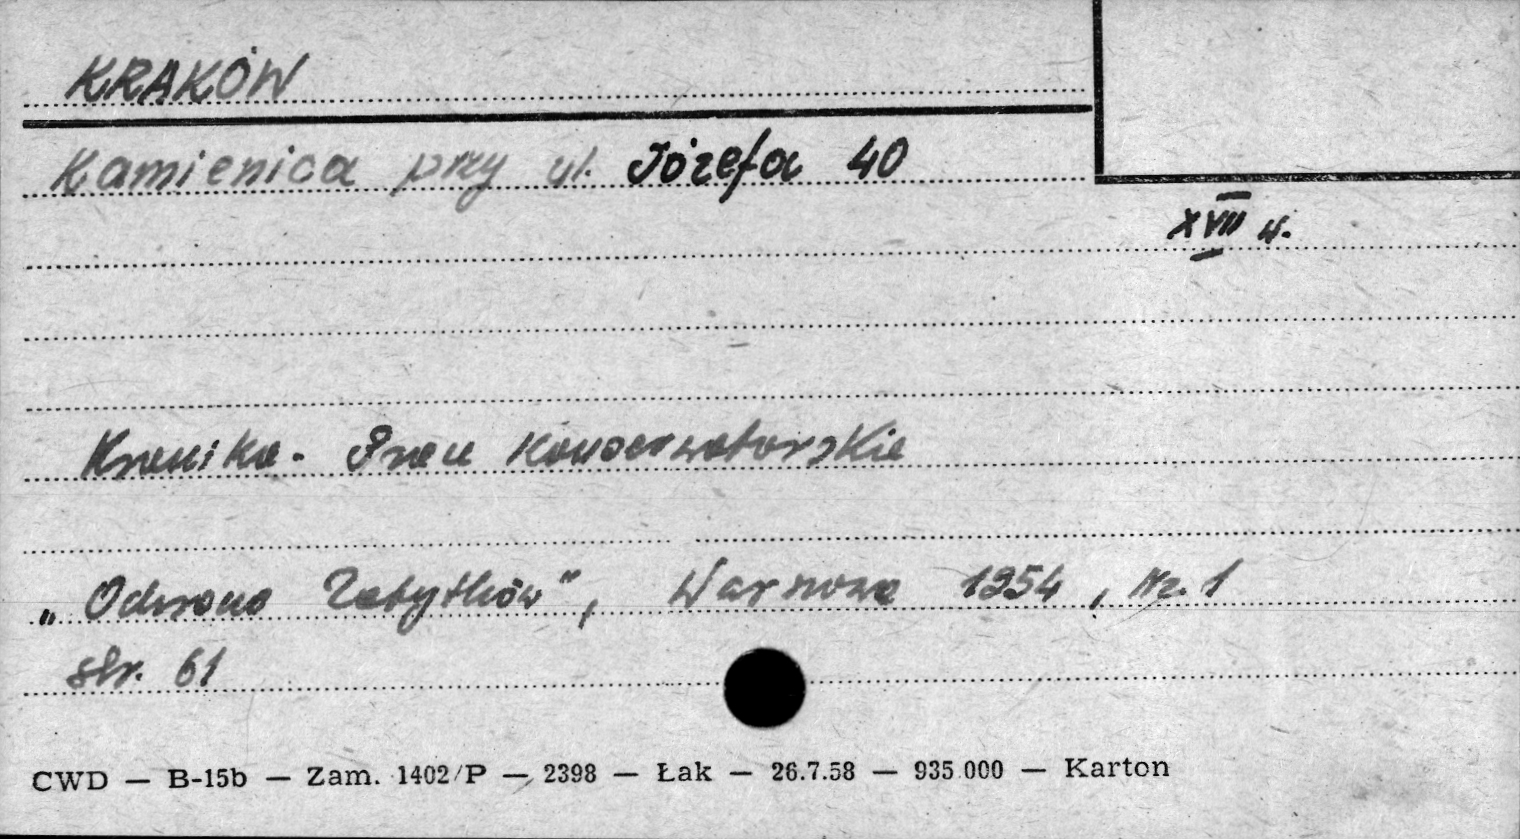 KRAKÓW
Kamienica przy ul. Józefa 40
XVII w.
Kronika. Prace Konserwatorskie
„Ochrona Zabytków", Warszawa 1954, Nr. 1
str. 61
CWD — B-15b — Zam. 1402/P — 2398 — Łak — 26.7.58 — 935.000 — Karton